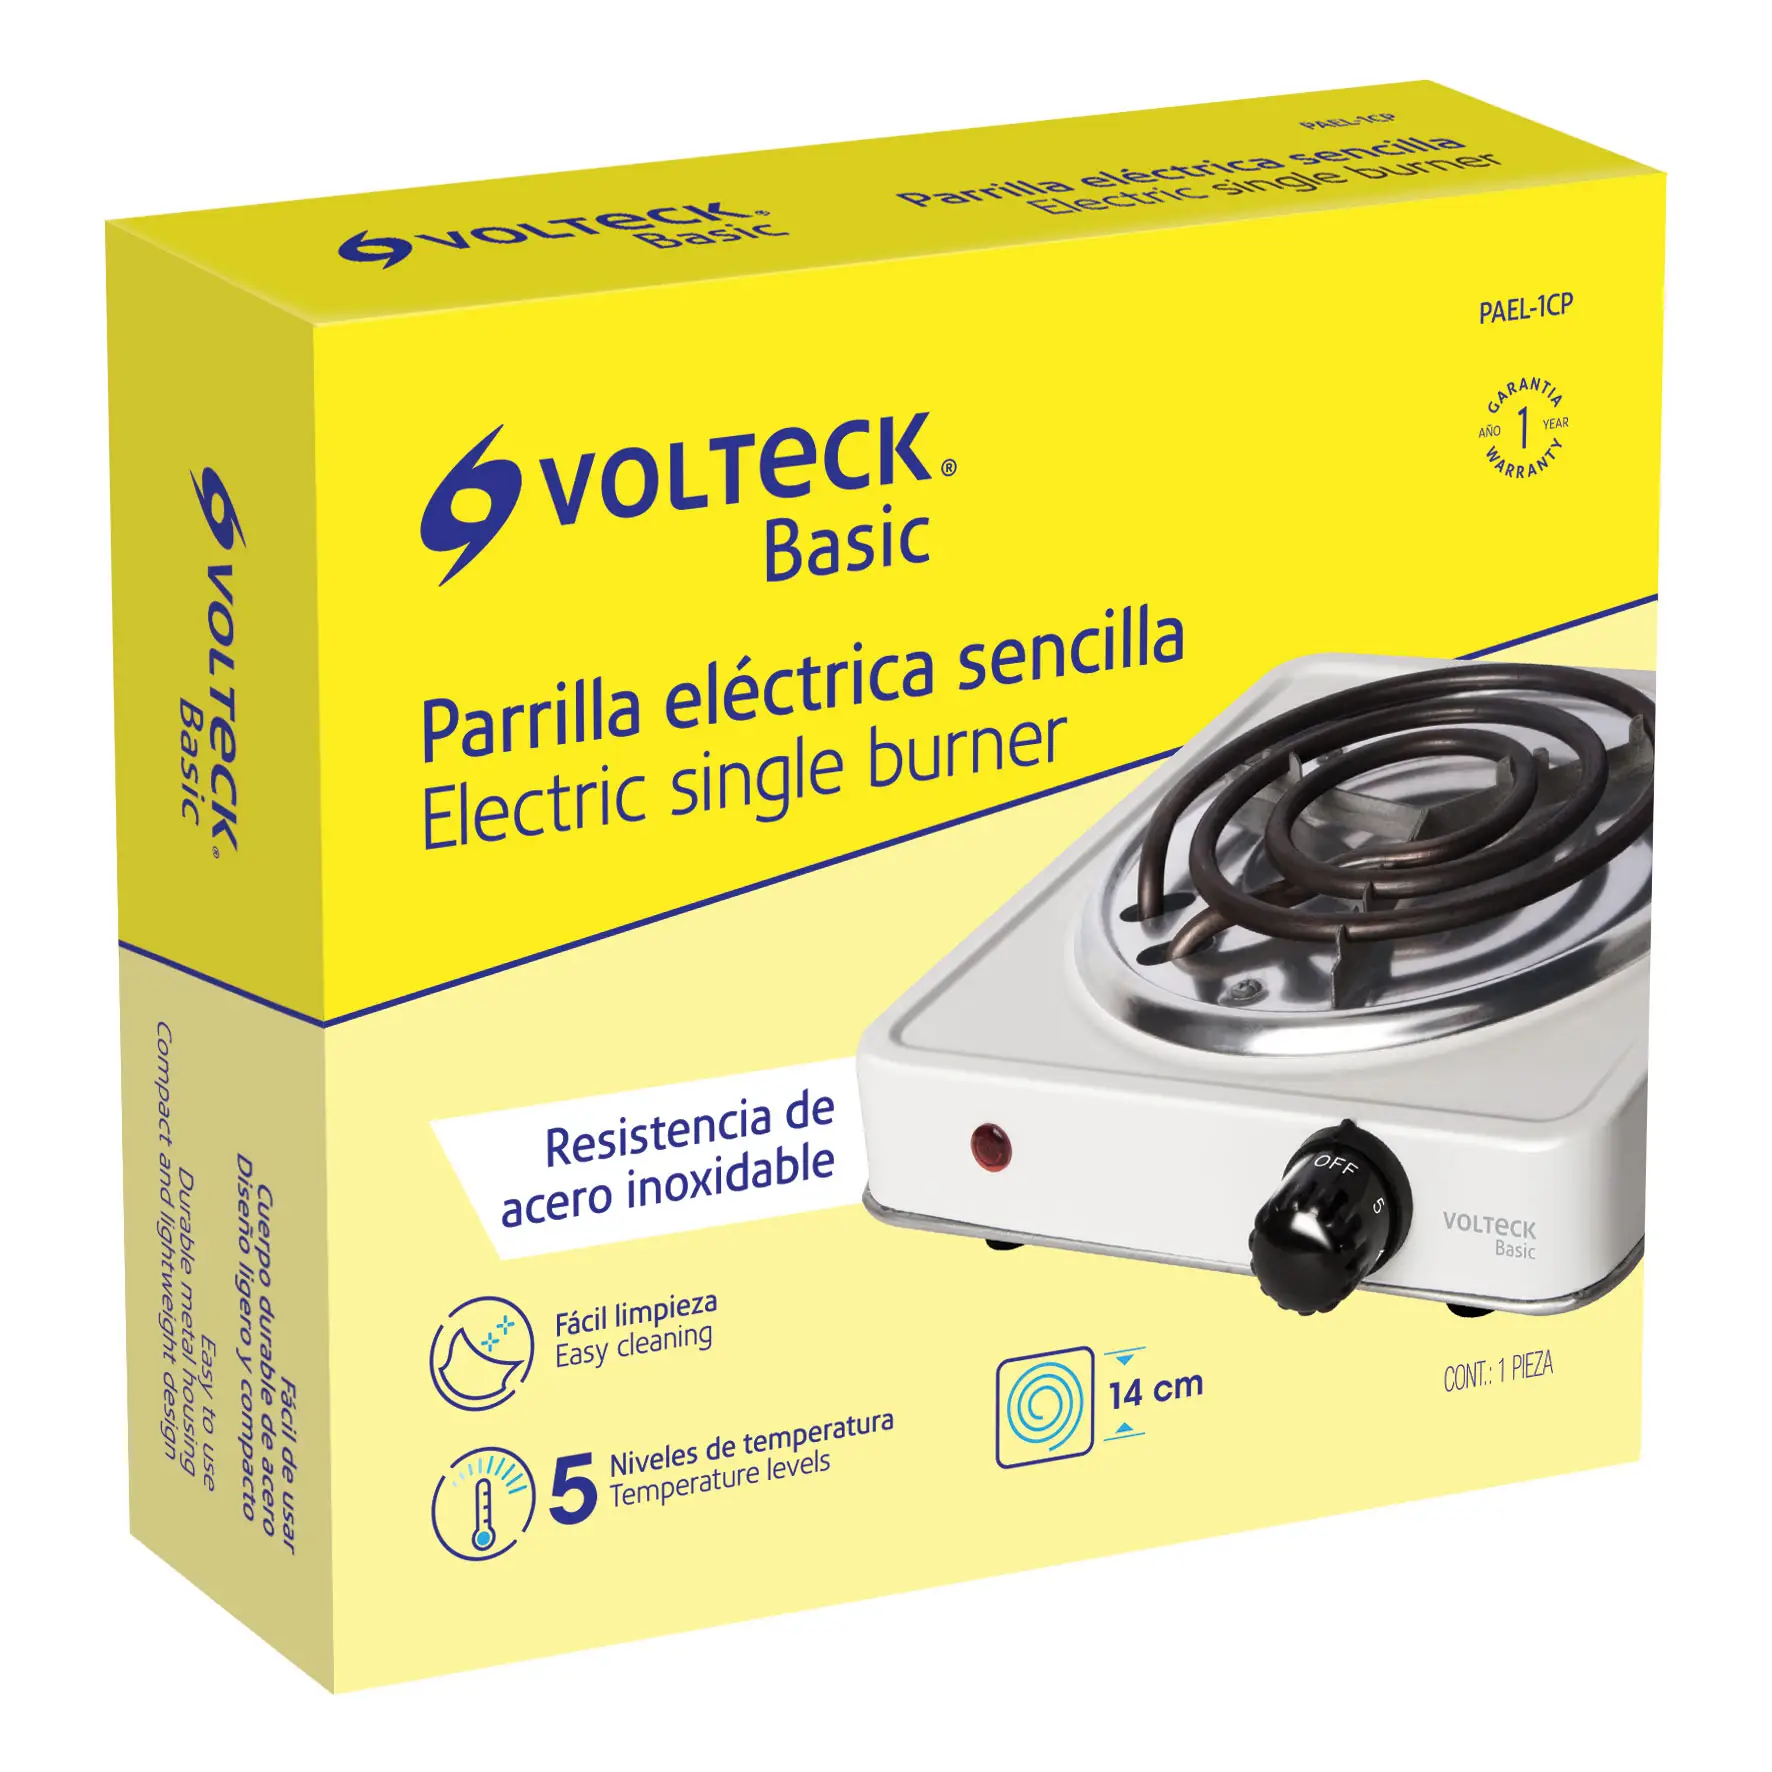 PAEL-1CP
VOLTECK®
Basic
Parrilla eléctrica sencilla
Electric single burner
PAEL-1CP
GARANTIA
AÑO 1 YEAR
WARRANTY
VOLTECK®
Basic
Parrilla eléctrica sencilla
Electric single burner
Resistencia de
acero inoxidable
OFF
5
1
VOLTECK
Basic
Fácil limpieza
Easy cleaning
5 Niveles de temperatura
Temperature levels
14 cm
CONT.: 1 PIEZA
VOLTECK®
Basic
Fácil de usar
Cuerpo durable de acero
Diseño ligero y compacto
Easy to use
Durable metal housing
Compact and lightweight design